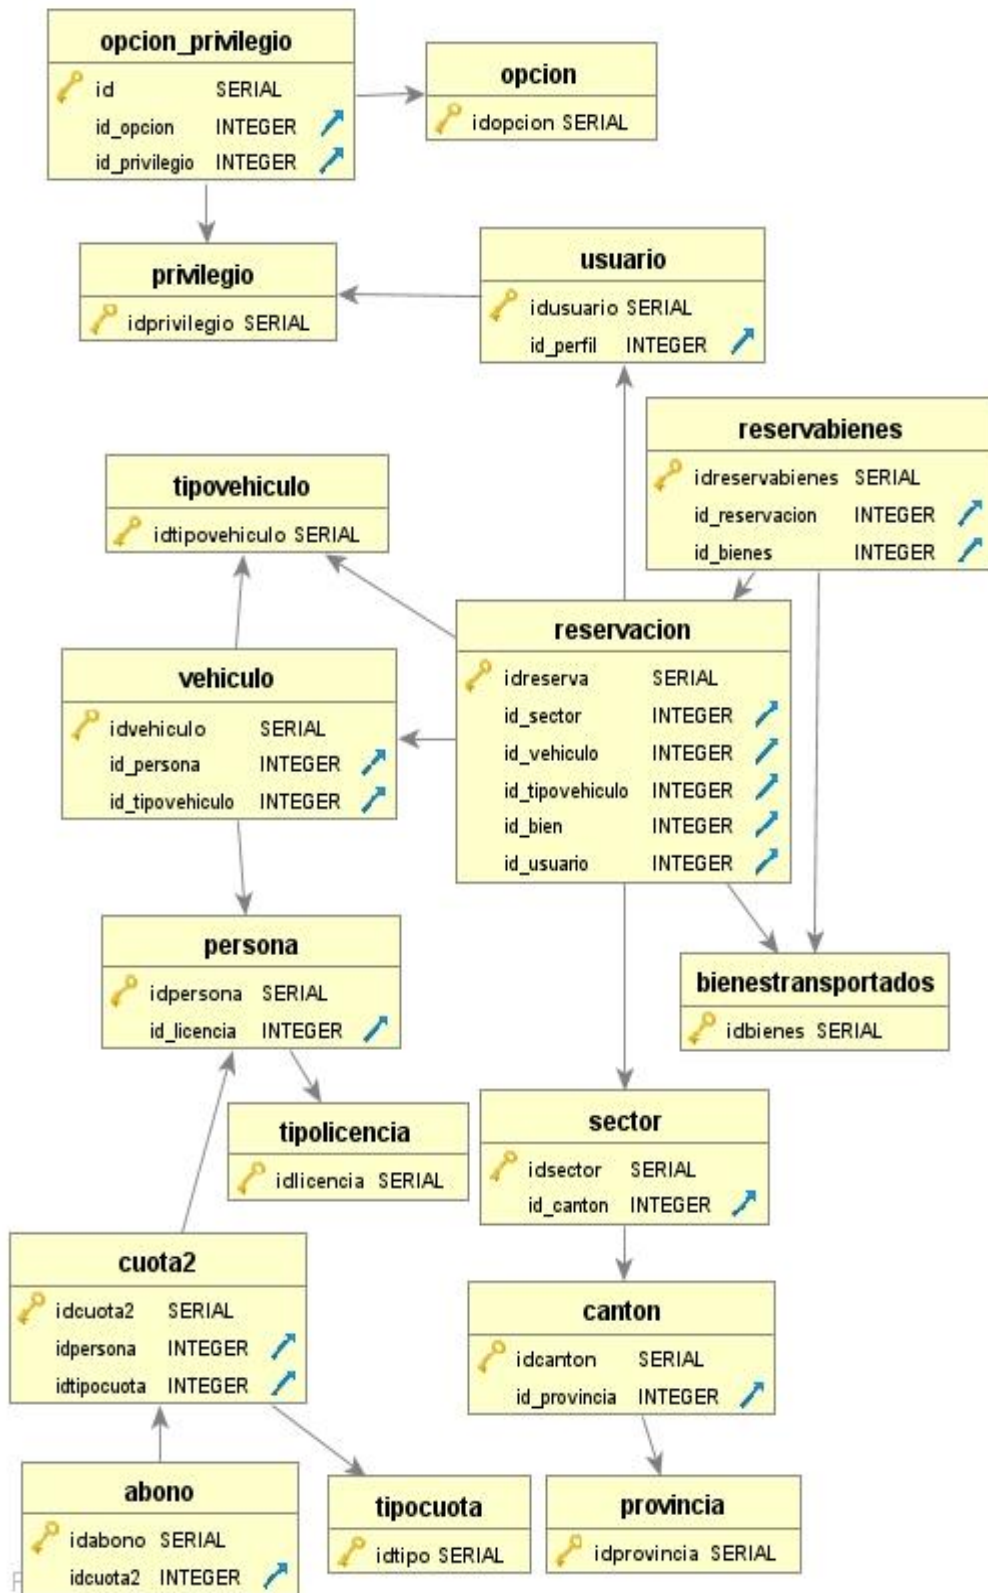 opcion_privilegio
id SERIAL
id_opcion INTEGER
id_privilegio INTEGER
opcion
idopcion SERIAL
privilegio
idprivilegio SERIAL
usuario
idusuario SERIAL
id_perfil INTEGER
reservabienes
idreservabienes SERIAL
id_reservacion INTEGER
id_bienes INTEGER
tipovehiculo
idtipovehiculo SERIAL
reservacion
idreserva SERIAL
id_sector INTEGER
id_vehiculo INTEGER
id_tipovehiculo INTEGER
id_bien INTEGER
id_usuario INTEGER
vehiculo
idvehiculo SERIAL
id_persona INTEGER
id_tipovehiculo INTEGER
persona
idpersona SERIAL
id_licencia INTEGER
bienestransportados
idbienes SERIAL
tipolicencia
idlicencia SERIAL
sector
idsector SERIAL
id_canton INTEGER
cuota2
idcuota2 SERIAL
idpersona INTEGER
idtipocuota INTEGER
canton
idcanton SERIAL
id_provincia INTEGER
abono
idabono SERIAL
idcuota2 INTEGER
tipocuota
idtipo SERIAL
provincia
idprovincia SERIAL